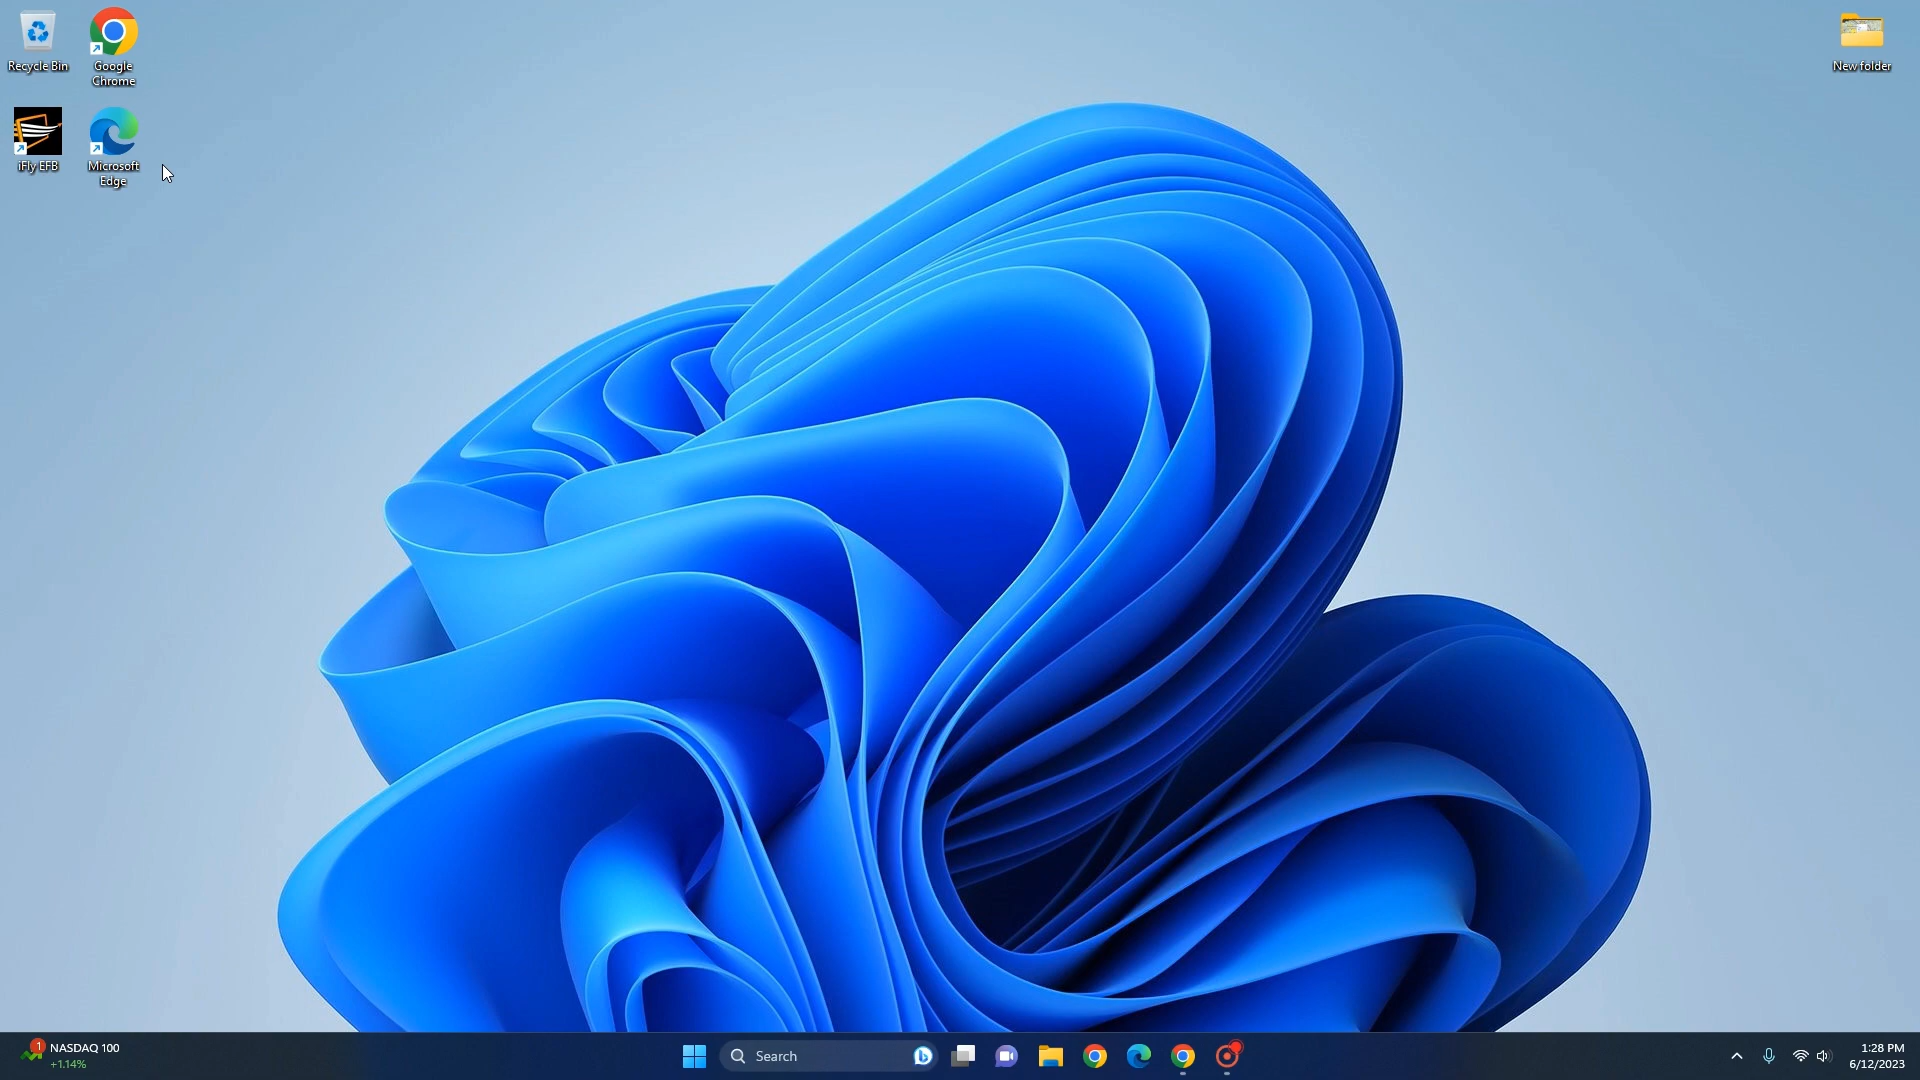 Recycle Bin
Google
Chrome
New folder
iFly EFB
Microsoft
Edge
1
NASDAQ 100
+1.14%
Search
1:28 PM
6/12/2023